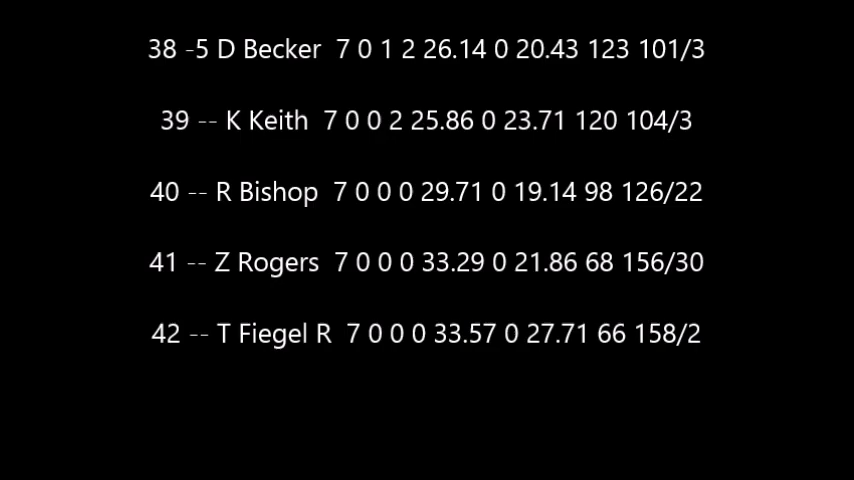 38 -5 D Becker 7 0 1 2 26.14 0 20.43 123 101/3
39 -- K Keith 7 0 0 2 25.86 0 23.71 120 104/3
40 -- R Bishop 7 0 0 0 29.71 0 19.14 98 126/22
41 -- Z Rogers 7 0 0 0 33.29 0 21.86 68 156/30
42 -- T Fiegel R 7 0 0 0 33.57 0 27.71 66 158/2